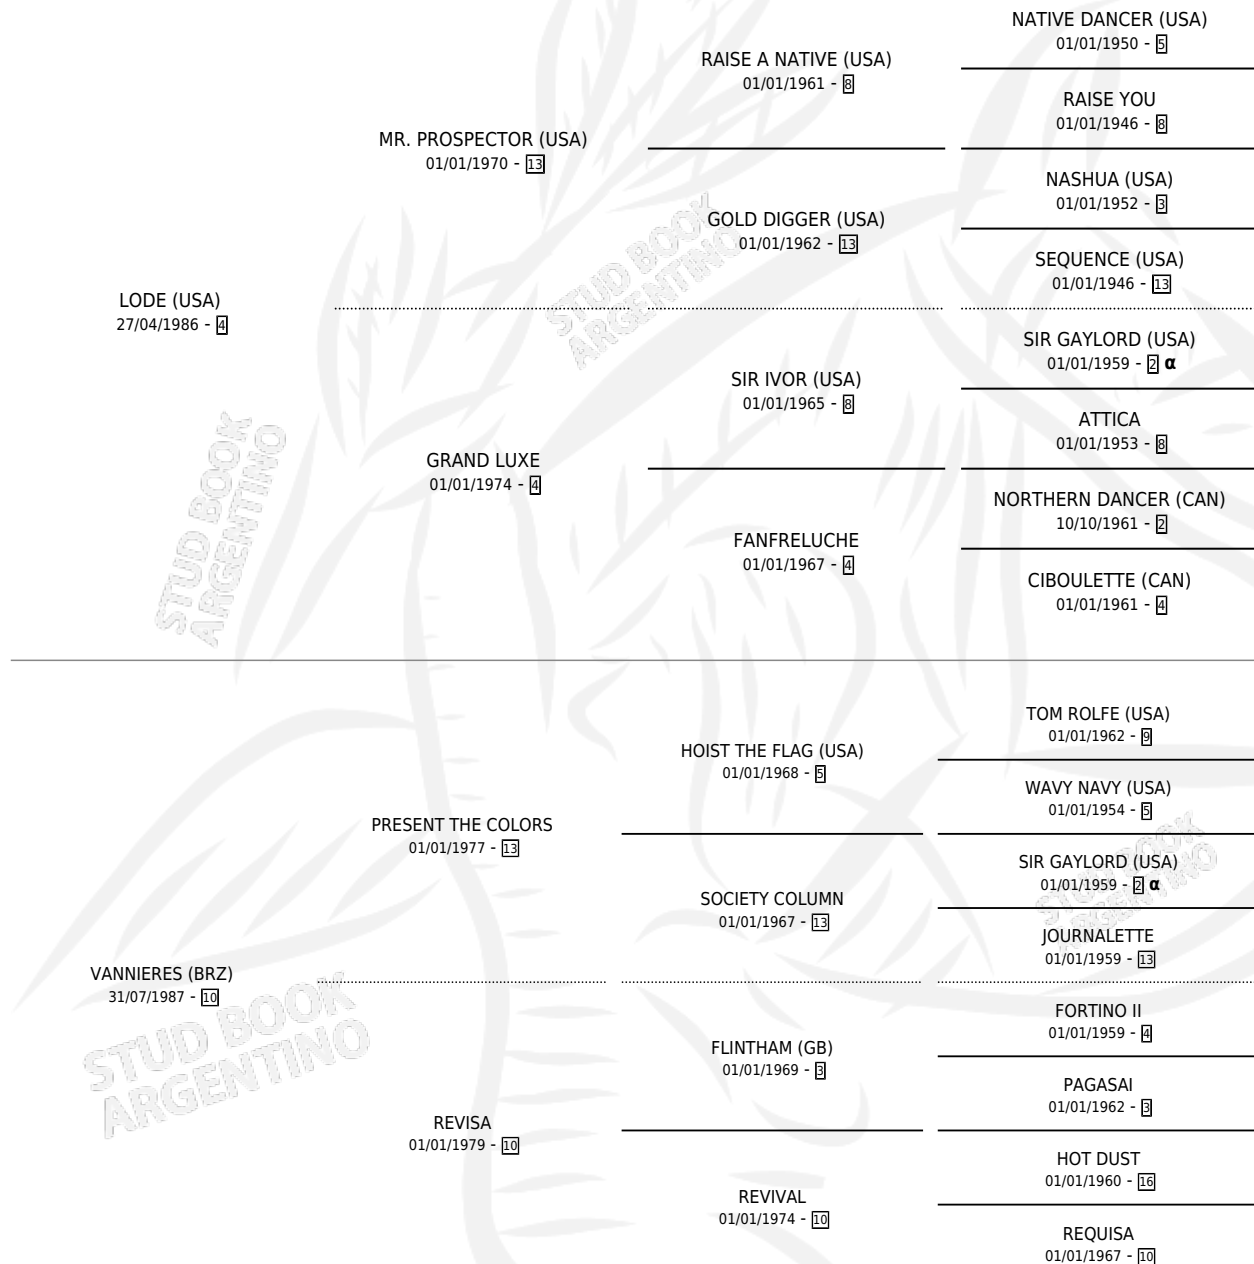 NATIVE DANCER (USA)
01/01/1950 - 5
RAISE A NATIVE (USA)
01/01/1961 - 8
RAISE YOU
01/01/1946 - 8
MR. PROSPECTOR (USA)
01/01/1970 - 13
NASHUA (USA)
01/01/1952 - 3
GOLD DIGGER (USA)
01/01/1962 - 13
SEQUENCE (USA)
01/01/1946 - 13
LODE (USA)
27/04/1986 - 4
STUD BOOK
ARGENTINO
SIR GAYLORD (USA)
01/01/1959 - 2 α
SIR IVOR (USA)
01/01/1965 - 8
ATTICA
01/01/1953 - 8
GRAND LUXE
01/01/1974 - 4
NORTHERN DANCER (CAN)
10/10/1961 - 2
FANFRELUCHE
01/01/1967 - 4
CIBOULETTE (CAN)
01/01/1961 - 4
STUD BOOK
ARGENTINO
TOM ROLFE (USA)
01/01/1962 - 9
HOIST THE FLAG (USA)
01/01/1968 - 5
WAVY NAVY (USA)
01/01/1954 - 5
PRESENT THE COLORS
01/01/1977 - 13
SIR GAYLORD (USA)
01/01/1959 - 2 α
SOCIETY COLUMN
01/01/1967 - 13
JOURNALETTE
01/01/1959 - 13
STUD BOOK
ARGENTINO
VANNIERES (BRZ)
31/07/1987 - 10
FORTINO II
01/01/1959 - 4
FLINTHAM (GB)
01/01/1969 - 3
PAGASAI
01/01/1962 - 3
STUD BOOK
ARGENTINO
REVISA
01/01/1979 - 10
HOT DUST
01/01/1960 - 16
REVIVAL
01/01/1974 - 10
REQUISA
01/01/1967 - 10